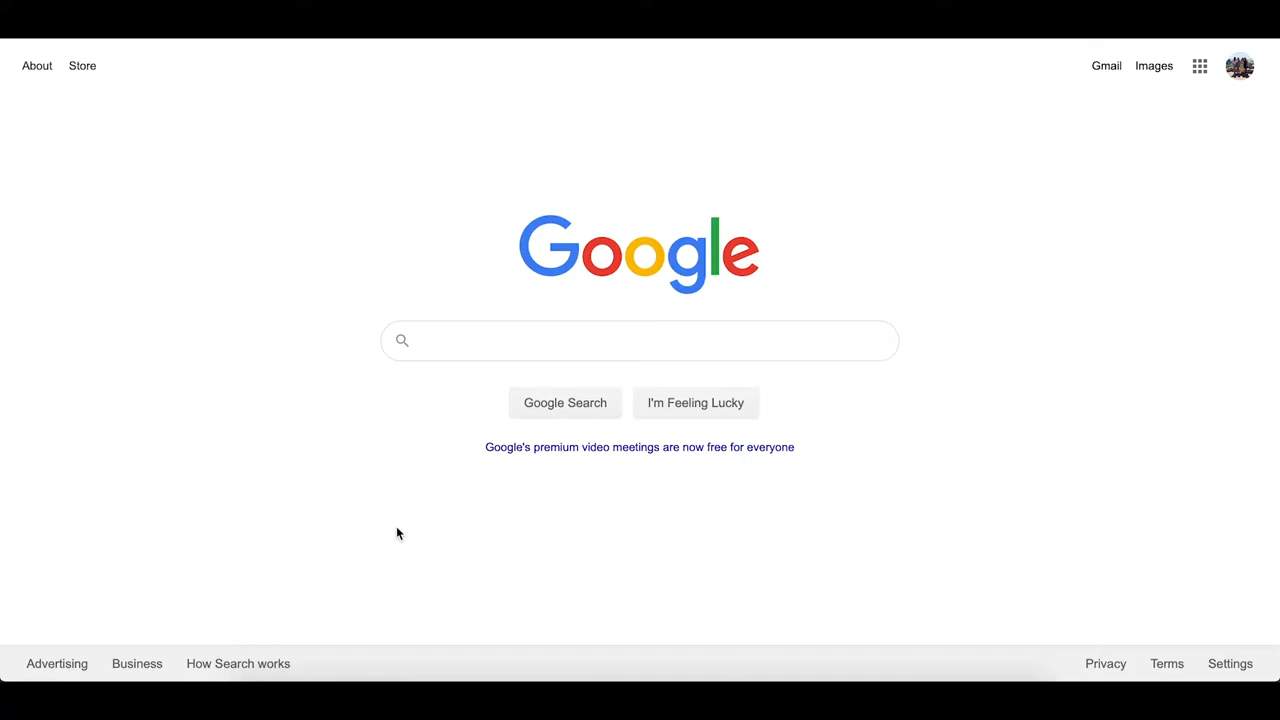 About Store Gmail Images
Google
Google Search I'm Feeling Lucky
Google's premium video meetings are now free for everyone
Advertising Business How Search works Privacy Terms Settings